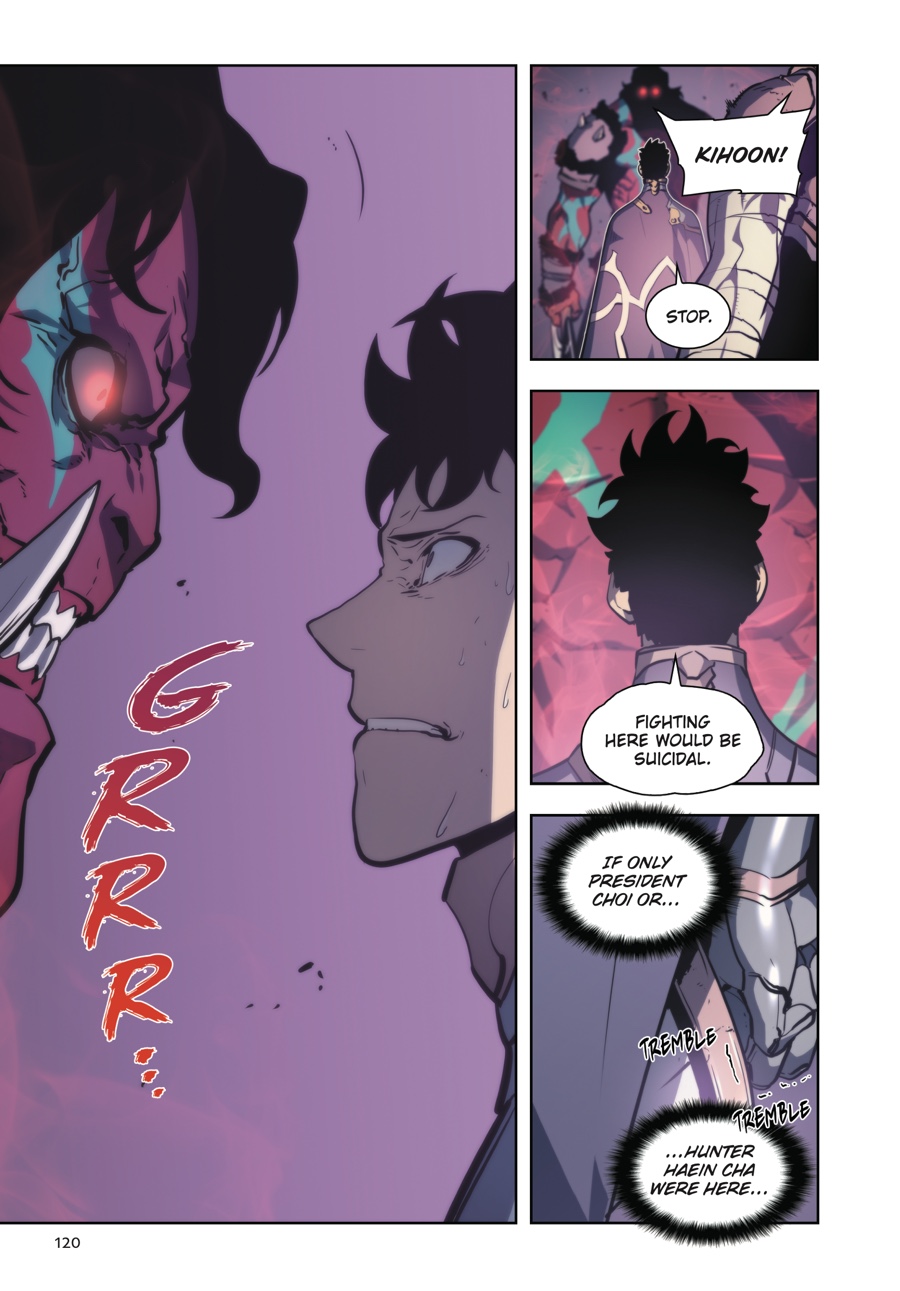 GRRR...
KIHOON!
STOP.
FIGHTING
HERE WOULD BE
SUICIDAL.
IF ONLY
PRESIDENT
CHOI OR...
TREMBLE
TREMBLE
...HUNTER
HAEIN CHA
WERE HERE...
120